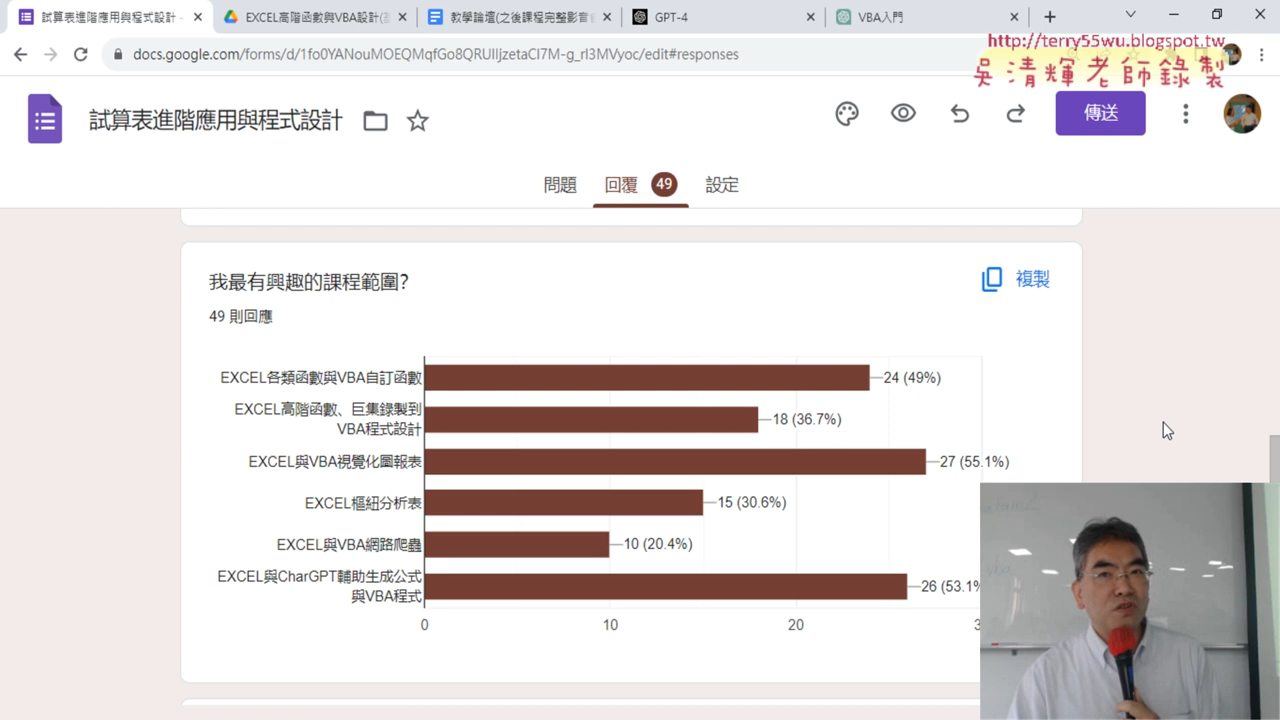 試算表進階應用與程式設計 -
EXCEL高階函數與VBA設計(
教學論壇(之後課程完整影音
GPT-4
VBA入門
http://terry55wu.blogspot.tw
docs.google.com/forms/d/1fo0YANouMOEQMqfGo8QRUIIjzetaCI7M-g_rl3MVyoc/edit#responses
吳清輝老師錄製
試算表進階應用與程式設計
傳送
問題
回覆 49
設定
我最有興趣的課程範圍?
複製
49 則回應
EXCEL各類函數與VBA自訂函數
24 (49%)
EXCEL高階函數、巨集錄製到
VBA程式設計
18 (36.7%)
EXCEL與VBA視覺化圖報表
27 (55.1%)
EXCEL樞紐分析表
15 (30.6%)
EXCEL與VBA網路爬蟲
10 (20.4%)
EXCEL與CharGPT輔助生成公式
與VBA程式
26 (53.1%
0 10 20